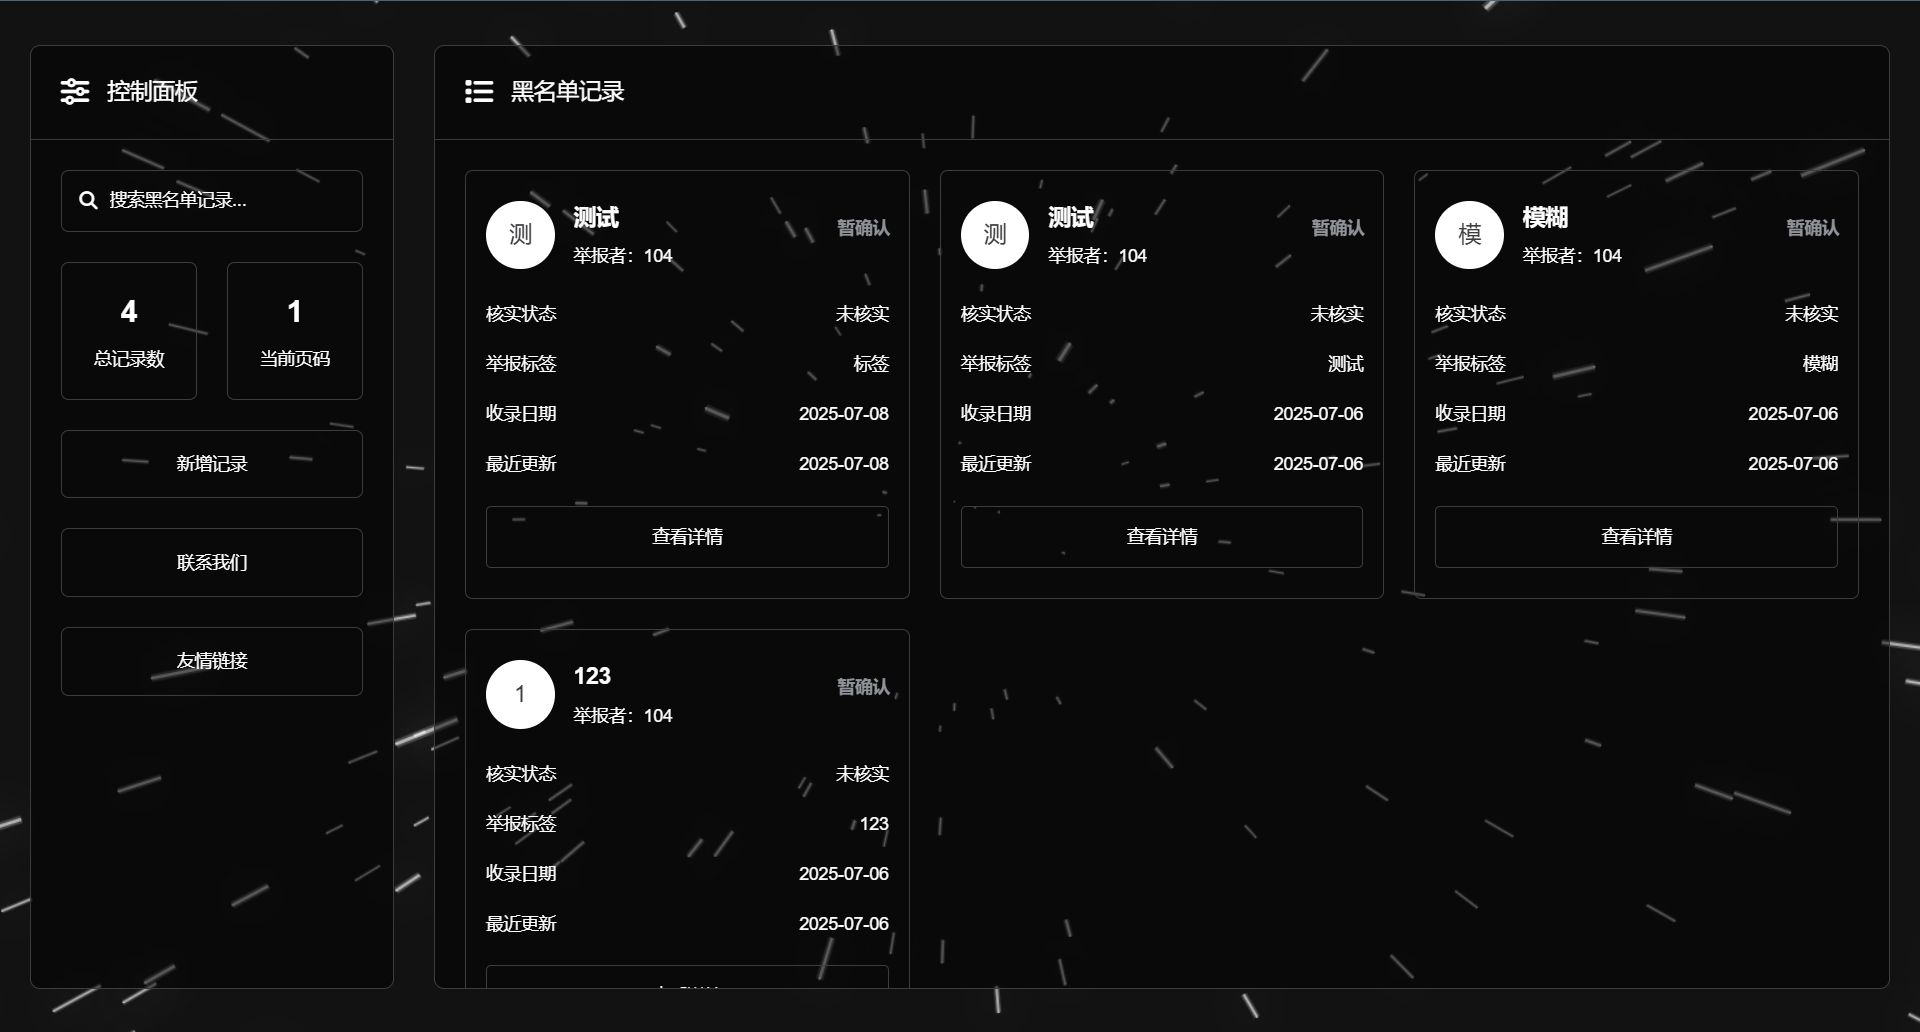 控制面板
搜索黑名单记录...
4
总记录数
1
当前页码
新增记录
联系我们
友情链接
黑名单记录
测
测试
举报者：104
暂确认
核实状态
未核实
举报标签
标签
收录日期
2025-07-08
最近更新
2025-07-08
查看详情
测
测试
举报者：104
暂确认
核实状态
未核实
举报标签
测试
收录日期
2025-07-06
最近更新
2025-07-06
查看详情
模
模糊
举报者：104
暂确认
核实状态
未核实
举报标签
模糊
收录日期
2025-07-06
最近更新
2025-07-06
查看详情
1
123
举报者：104
暂确认
核实状态
未核实
举报标签
123
收录日期
2025-07-06
最近更新
2025-07-06